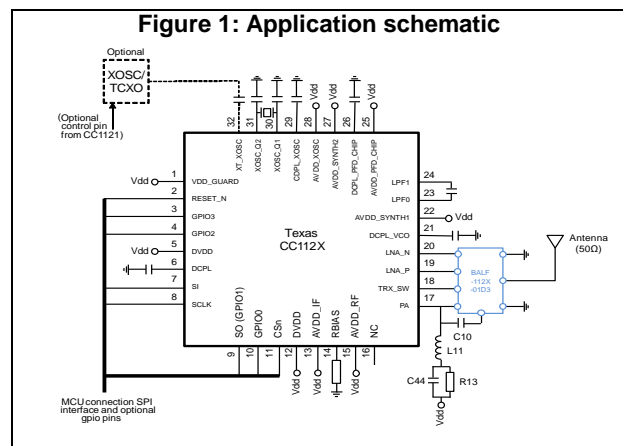 Figure 1: Application schematic
Optional
XOSC/
TCXO
(Optional
control pin
from CC1121)
32
31
30
29
28
27
26
25
Vdd
Vdd
Vdd
XT_XOSC
XOSC_Q2
XOSC_Q1
CDPL_XOSC
AVDD_XOSC
AVDD_SYNTH2
DCPL_PFD_CHIP
AVDD_PFD_CHIP
Vdd
1
VDD_GUARD
2
RESET_N
3
GPIO3
4
GPIO2
Vdd
5
DVDD
6
DCPL
7
SI
8
SCLK
Texas
CC112X
LPF1
24
LPF0
23
AVDD_SYNTH1
22
Vdd
DCPL_VCO
21
LNA_N
20
LNA_P
19
TRX_SW
18
PA
17
BALF
-112X
-01D3
Antenna
(50Ω)
SO (GPIO1)
GPIO0
CSn
DVDD
AVDD_IF
RBIAS
AVDD_RF
NC
9
10
11
12
13
14
15
16
Vdd
Vdd
Vdd
C10
L11
C44
R13
Vdd
MCU connection SPI
interface and optional
gpio pins